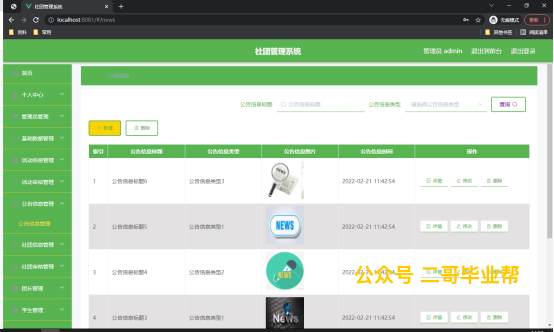 社团管理系统
localhost:8081/#/news
无痕模式
更新
资料
常用
其他书签
阅读清单
社团管理系统
管理员 admin
退出到前台
退出登录
首页
个人中心
管理员管理
基础数据管理
活动信息管理
活动审核管理
公告信息管理
公告信息管理
社团信息管理
社团审核管理
团长管理
学生管理
公告信息
公告信息标题
公告信息标题
公告信息类型
请选择公告信息类型
查询
+ 新增
删除
索引 公告信息标题 公告信息类型 公告信息图片 公告信息时间 操作
1 公告信息标题6 公告信息类型3 2022-02-21 11:42:54 详情 修改 删除
2 公告信息标题5 公告信息类型1 NEWS 2022-02-21 11:42:54 详情 修改 删除
3 公告信息标题4 公告信息类型2 NEWS 2022-02-21 11:42:54 删除
4 公告信息标题3 公告信息类型1 News 2022-02-21 11:42:54 详情 修改 删除
公众号 二哥毕业帮